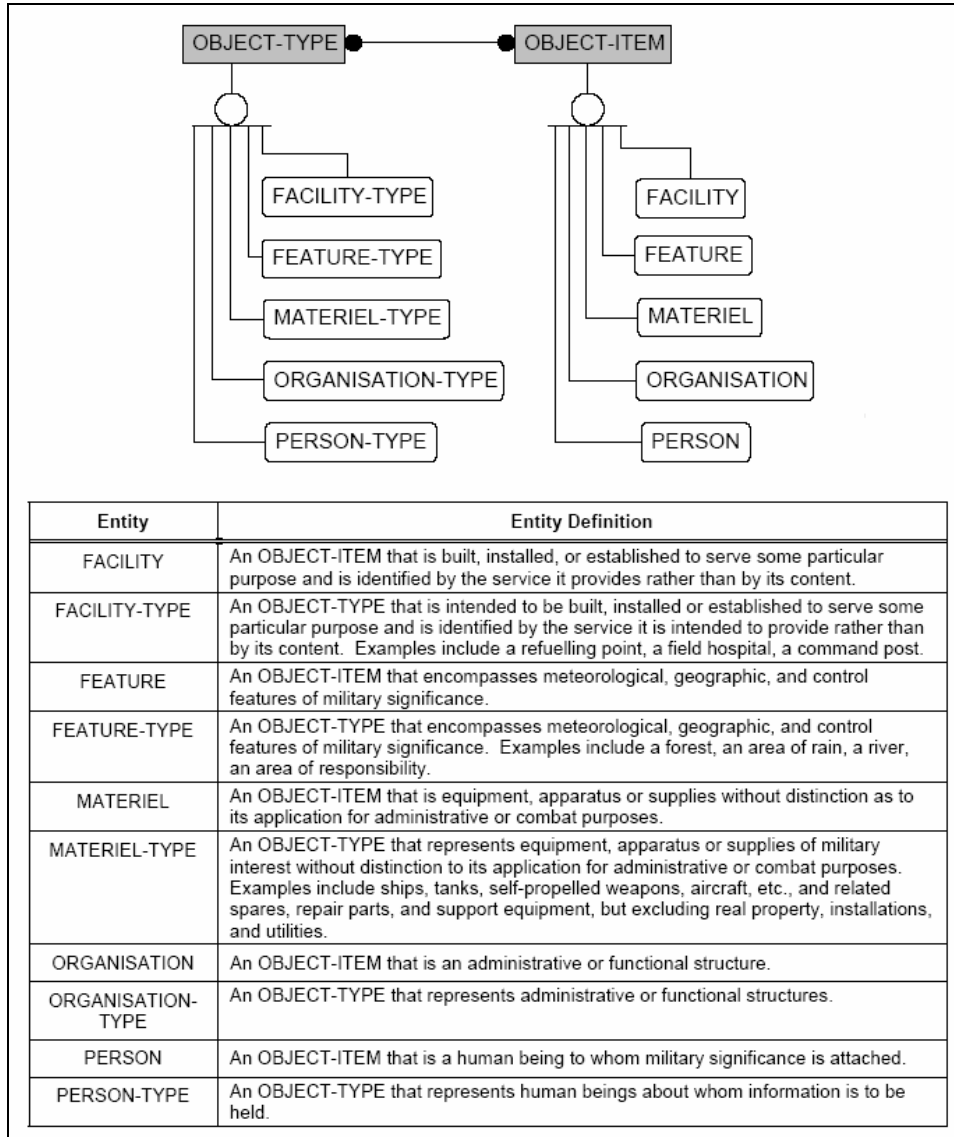 OBJECT-TYPE
OBJECT-ITEM
FACILITY-TYPE
FEATURE-TYPE
MATERIEL-TYPE
ORGANISATION-TYPE
PERSON-TYPE
FACILITY
FEATURE
MATERIEL
ORGANISATION
PERSON
Entity
Entity Definition
FACILITY
An OBJECT-ITEM that is built, installed, or established to serve some particular
purpose and is identified by the service it provides rather than by its content.
FACILITY-TYPE
An OBJECT-TYPE that is intended to be built, installed or established to serve some
particular purpose and is identified by the service it is intended to provide rather than
by its content. Examples include a refuelling point, a field hospital, a command post.
FEATURE
An OBJECT-ITEM that encompasses meteorological, geographic, and control
features of military significance.
FEATURE-TYPE
An OBJECT-TYPE that encompasses meteorological, geographic, and control
features of military significance. Examples include a forest, an area of rain, a river,
an area of responsibility.
MATERIEL
An OBJECT-ITEM that is equipment, apparatus or supplies without distinction as to
its application for administrative or combat purposes.
MATERIEL-TYPE
An OBJECT-TYPE that represents equipment, apparatus or supplies of military
interest without distinction to its application for administrative or combat purposes.
Examples include ships, tanks, self-propelled weapons, aircraft, etc., and related
spares, repair parts, and support equipment, but excluding real property, installations,
and utilities.
ORGANISATION
An OBJECT-ITEM that is an administrative or functional structure.
ORGANISATION-
TYPE
An OBJECT-TYPE that represents administrative or functional structures.
PERSON
An OBJECT-ITEM that is a human being to whom military significance is attached.
PERSON-TYPE
An OBJECT-TYPE that represents human beings about whom information is to be
held.